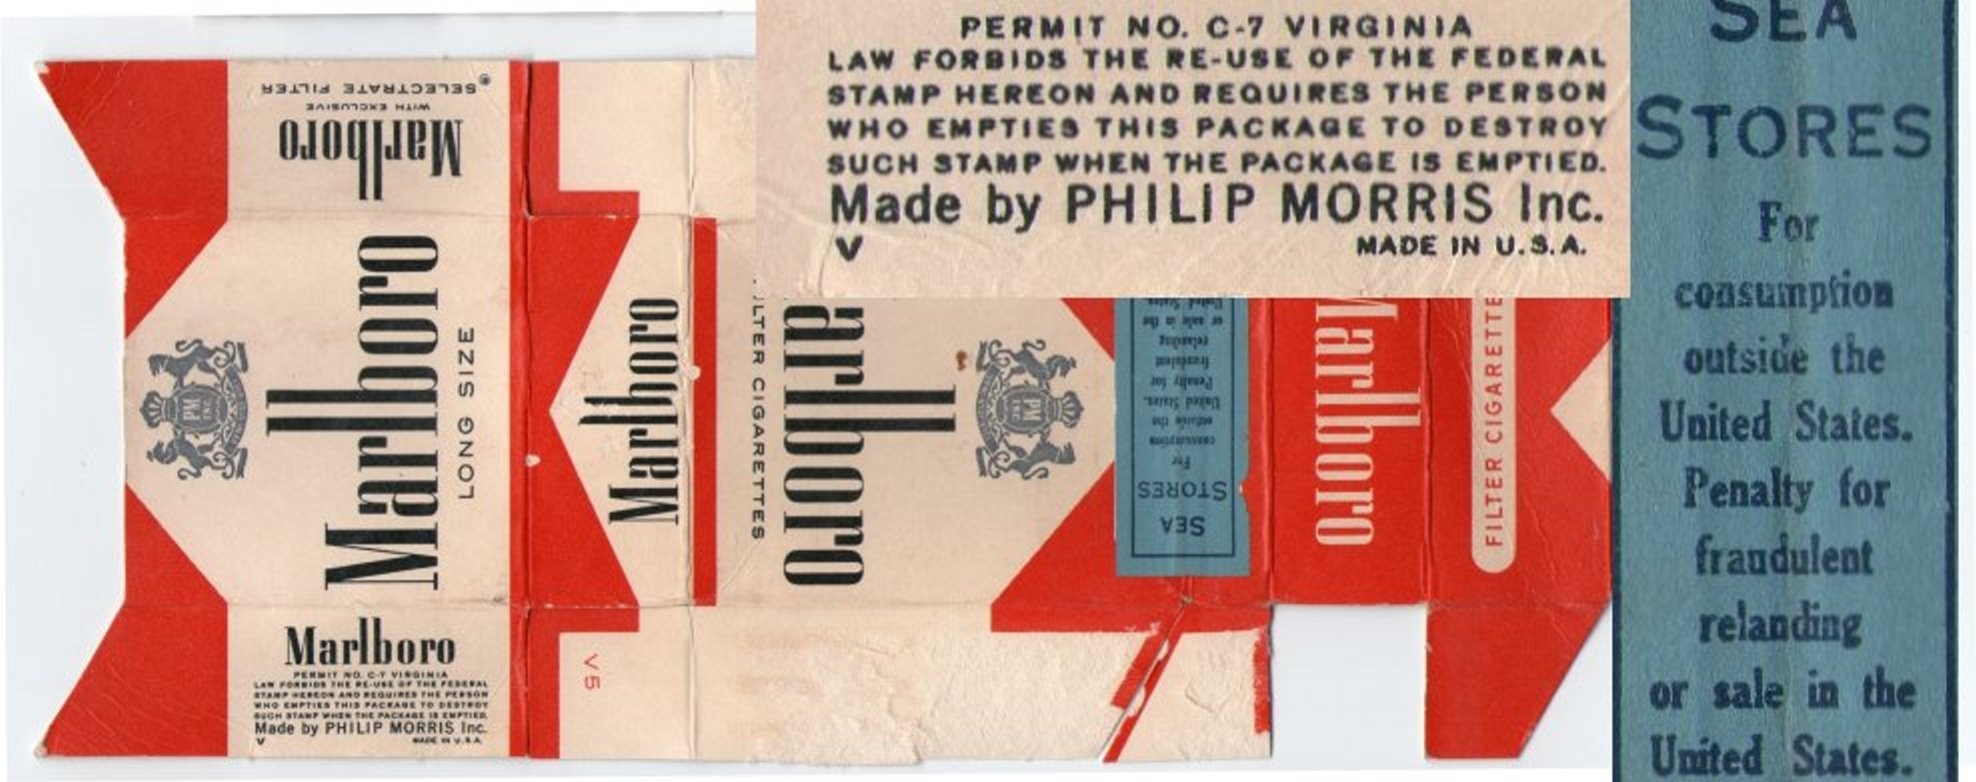 SELECTRATE FILTER®
WITH EXCLUSIVE
Marlboro
Marlboro
LONG SIZE
Marlboro
PERMIT NO. C-7 VIRGINIA
LAW FORBIDS THE RE-USE OF THE FEDERAL
STAMP HEREON AND REQUIRES THE PERSON
WHO EMPTIES THIS PACKAGE TO DESTROY
SUCH STAMP WHEN THE PACKAGE IS EMPTIED.
Made by PHILIP MORRIS Inc.
V
MADE IN U.S.A.
PM
INC
Marlboro
V5
PERMIT NO. C-7 VIRGINIA
LAW FORBIDS THE RE-USE OF THE FEDERAL
STAMP HEREON AND REQUIRES THE PERSON
WHO EMPTIES THIS PACKAGE TO DESTROY
SUCH STAMP WHEN THE PACKAGE IS EMPTIED.
Made by PHILIP MORRIS Inc.
V
MADE IN U.S.A.
FILTER CIGARETTES
arlboro
PM
INC
SEA
STORES
For
consumption
outside the
United States.
Penalty for
fraudulent
relanding
or sale in the
United States.
Marlboro
FILTER CIGARETTE
SEA
STORES
For
consumption
outside the
United States.
Penalty for
fraudulent
relanding
or sale in the
United States.